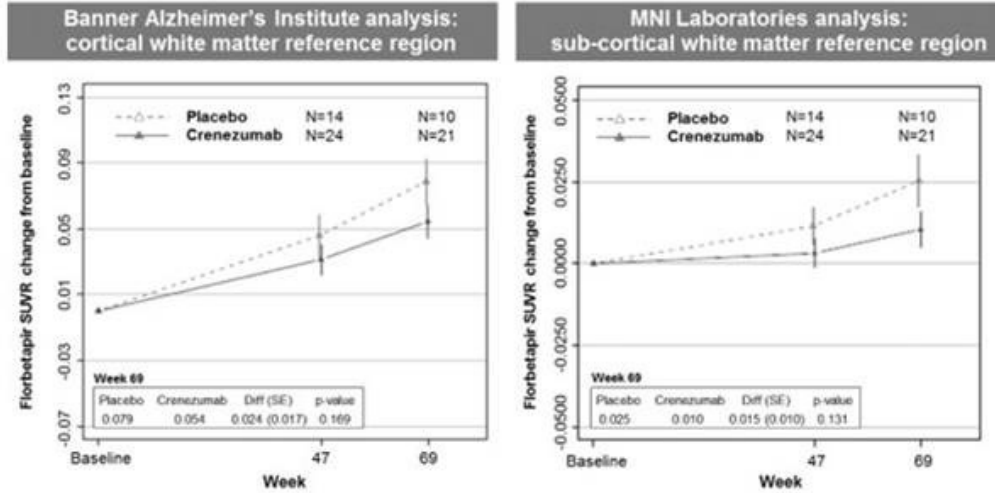 Banner Alzheimer's Institute analysis:
cortical white matter reference region
Florbetapir SUVR change from baseline
0.13
0.09
0.05
0.01
-0.03
-0.07
Placebo N=14 N=10
Crenezumab N=24 N=21
Week 69
Placebo Crenezumab Diff (SE) p-value
0.079 0.054 0.024 (0.017) 0.169
Baseline 47 69
Week
MNI Laboratories analysis:
sub-cortical white matter reference region
Florbetapir SUVR change from baseline
0.0500
0.0250
0.0000
-0.0250
-0.0500
Placebo N=14 N=10
Crenezumab N=24 N=21
Week 69
Placebo Crenezumab Diff (SE) p-value
0.025 0.010 0.015 (0.010) 0.131
Baseline 47 69
Week